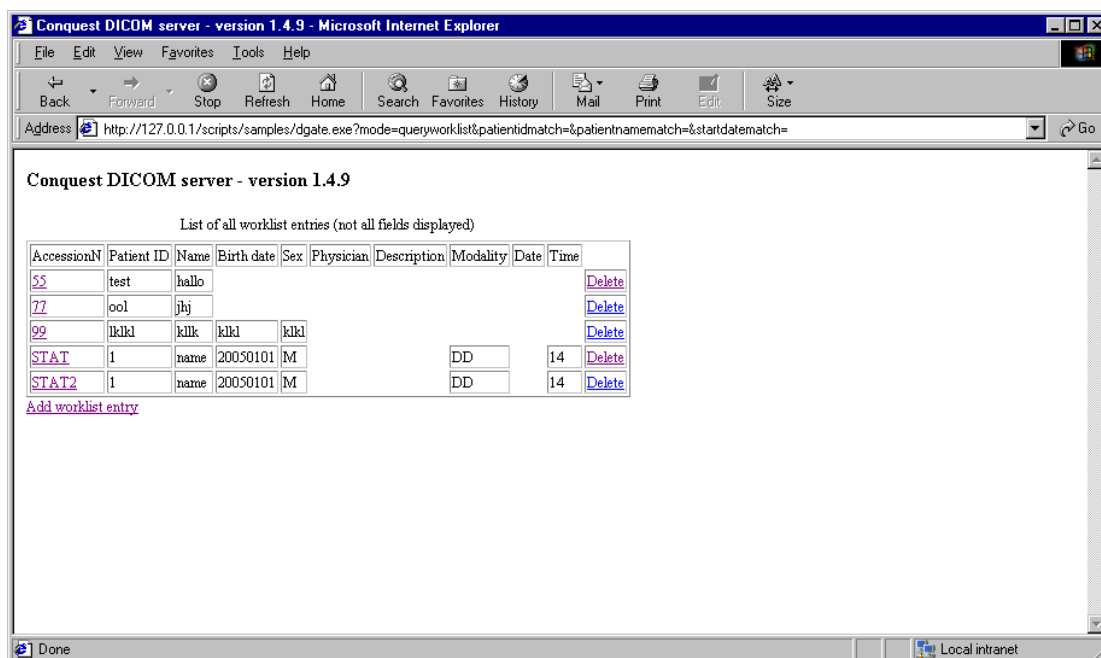 Conquest DICOM server - version 1.4.9 - Microsoft Internet Explorer
File Edit View Favorites Tools Help
Back Forward Stop Refresh Home Search Favorites History Mail Print Edit Size
Address http://127.0.0.1/scripts/samples/dgate.exe?mode=queryworklist&patientidmatch=&patientnamematch=&startdatematch= Go
Conquest DICOM server - version 1.4.9
List of all worklist entries (not all fields displayed)
AccessionN Patient ID Name Birth date Sex Physician Description Modality Date Time
55 test hallo Delete
77 ool jhj Delete
99 lklkl kllk klkl klkl Delete
STAT 1 name 20050101 M DD 14 Delete
STAT2 1 name 20050101 M DD 14 Delete
Add worklist entry
Done Local intranet